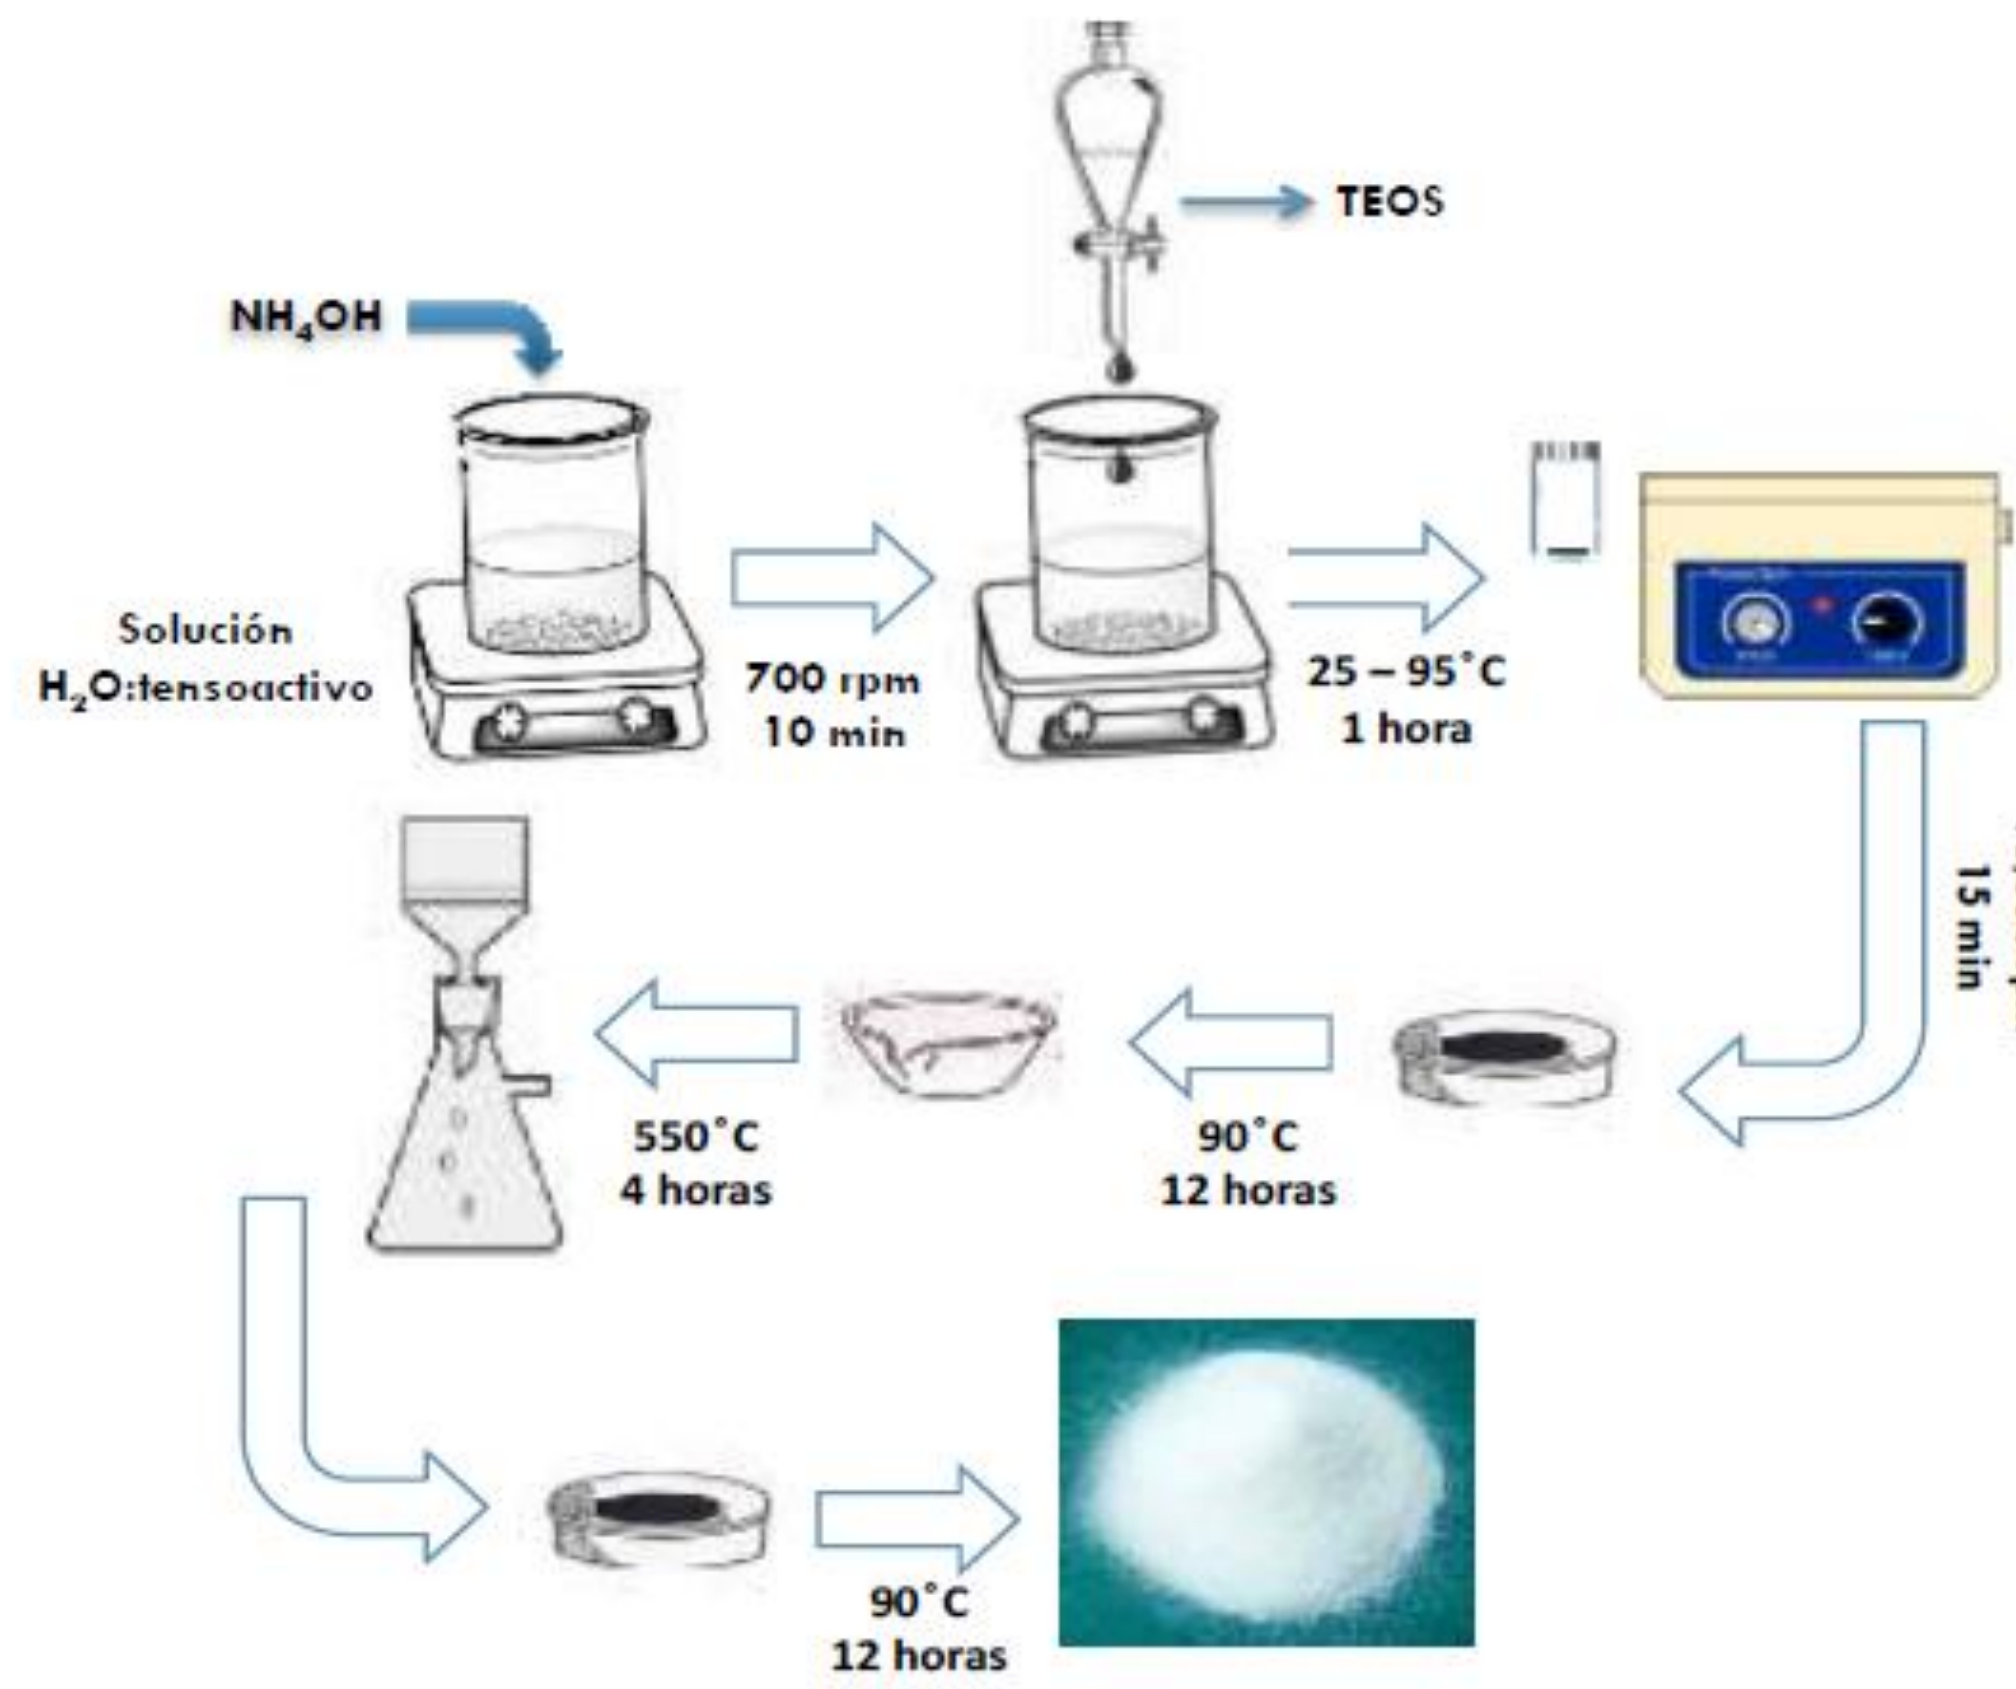 TEOS
NH₄OH
Solución
H₂O:tensoactivo
700 rpm
10 min
25 – 95°C
1 hora
15 min
550°C
4 horas
90°C
12 horas
90°C
12 horas